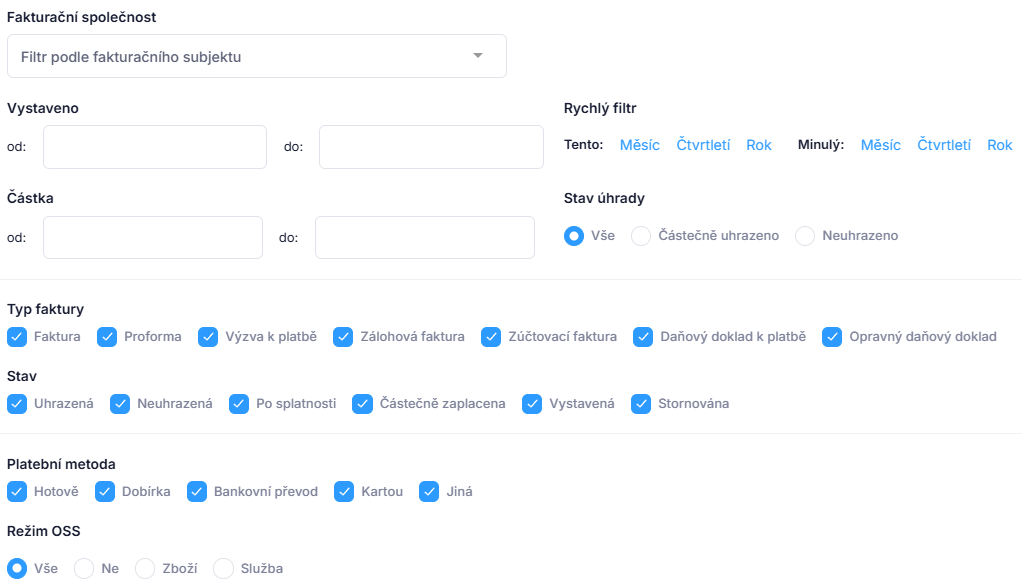 Fakturační společnost
Filtr podle fakturačního subjektu
Vystaveno
od: do:
Rychlý filtr
Tento: Měsíc Čtvrtletí Rok Minulý: Měsíc Čtvrtletí Rok
Částka
od: do:
Stav úhrady
Vše Částečně uhrazeno Neuhrazeno
Typ faktury
Faktura Proforma Výzva k platbě Zálohová faktura Zúčtovací faktura Daňový doklad k platbě Opravný daňový doklad
Stav
Uhrazená Neuhrazená Po splatnosti Částečně zaplacena Vystavená Stornována
Platební metoda
Hotově Dobírka Bankovní převod Kartou Jiná
Režim OSS
Vše Ne Zboží Služba